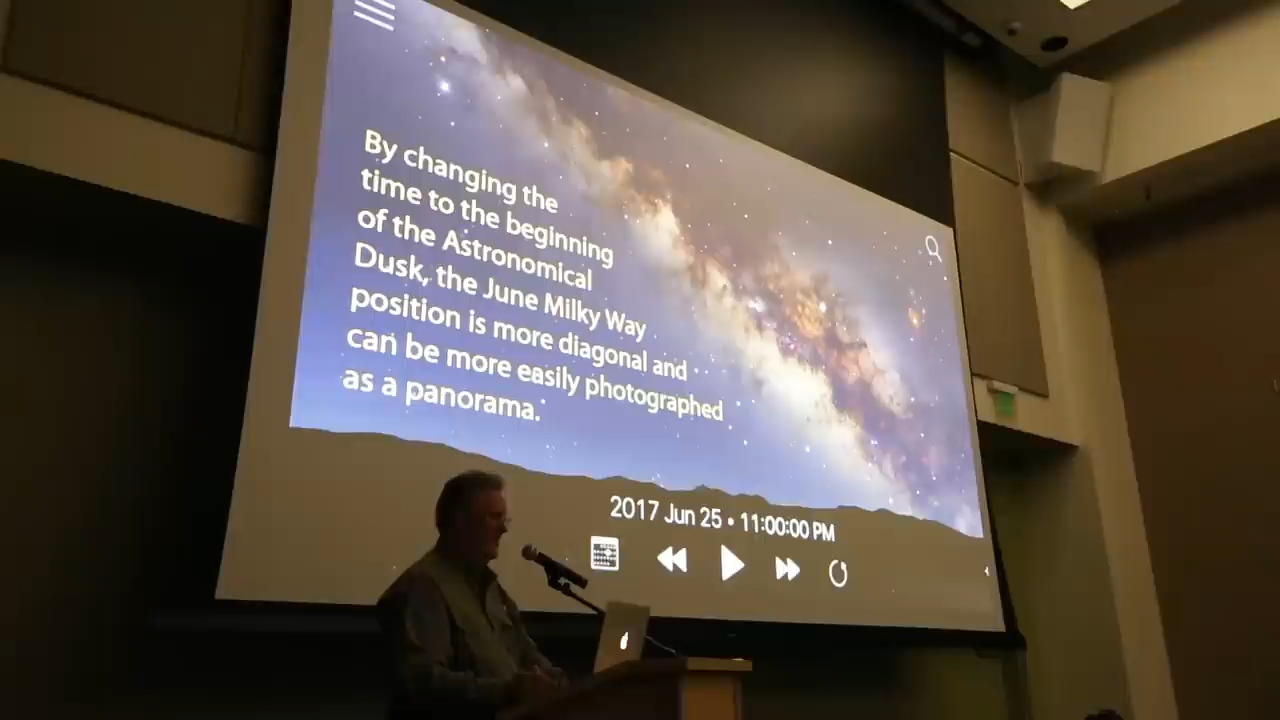 By changing the
time to the beginning
of the Astronomical
Dusk, the June Milky Way
position is more diagonal and
can be more easily photographed
as a panorama.
2017 Jun 25 • 11:00:00 PM